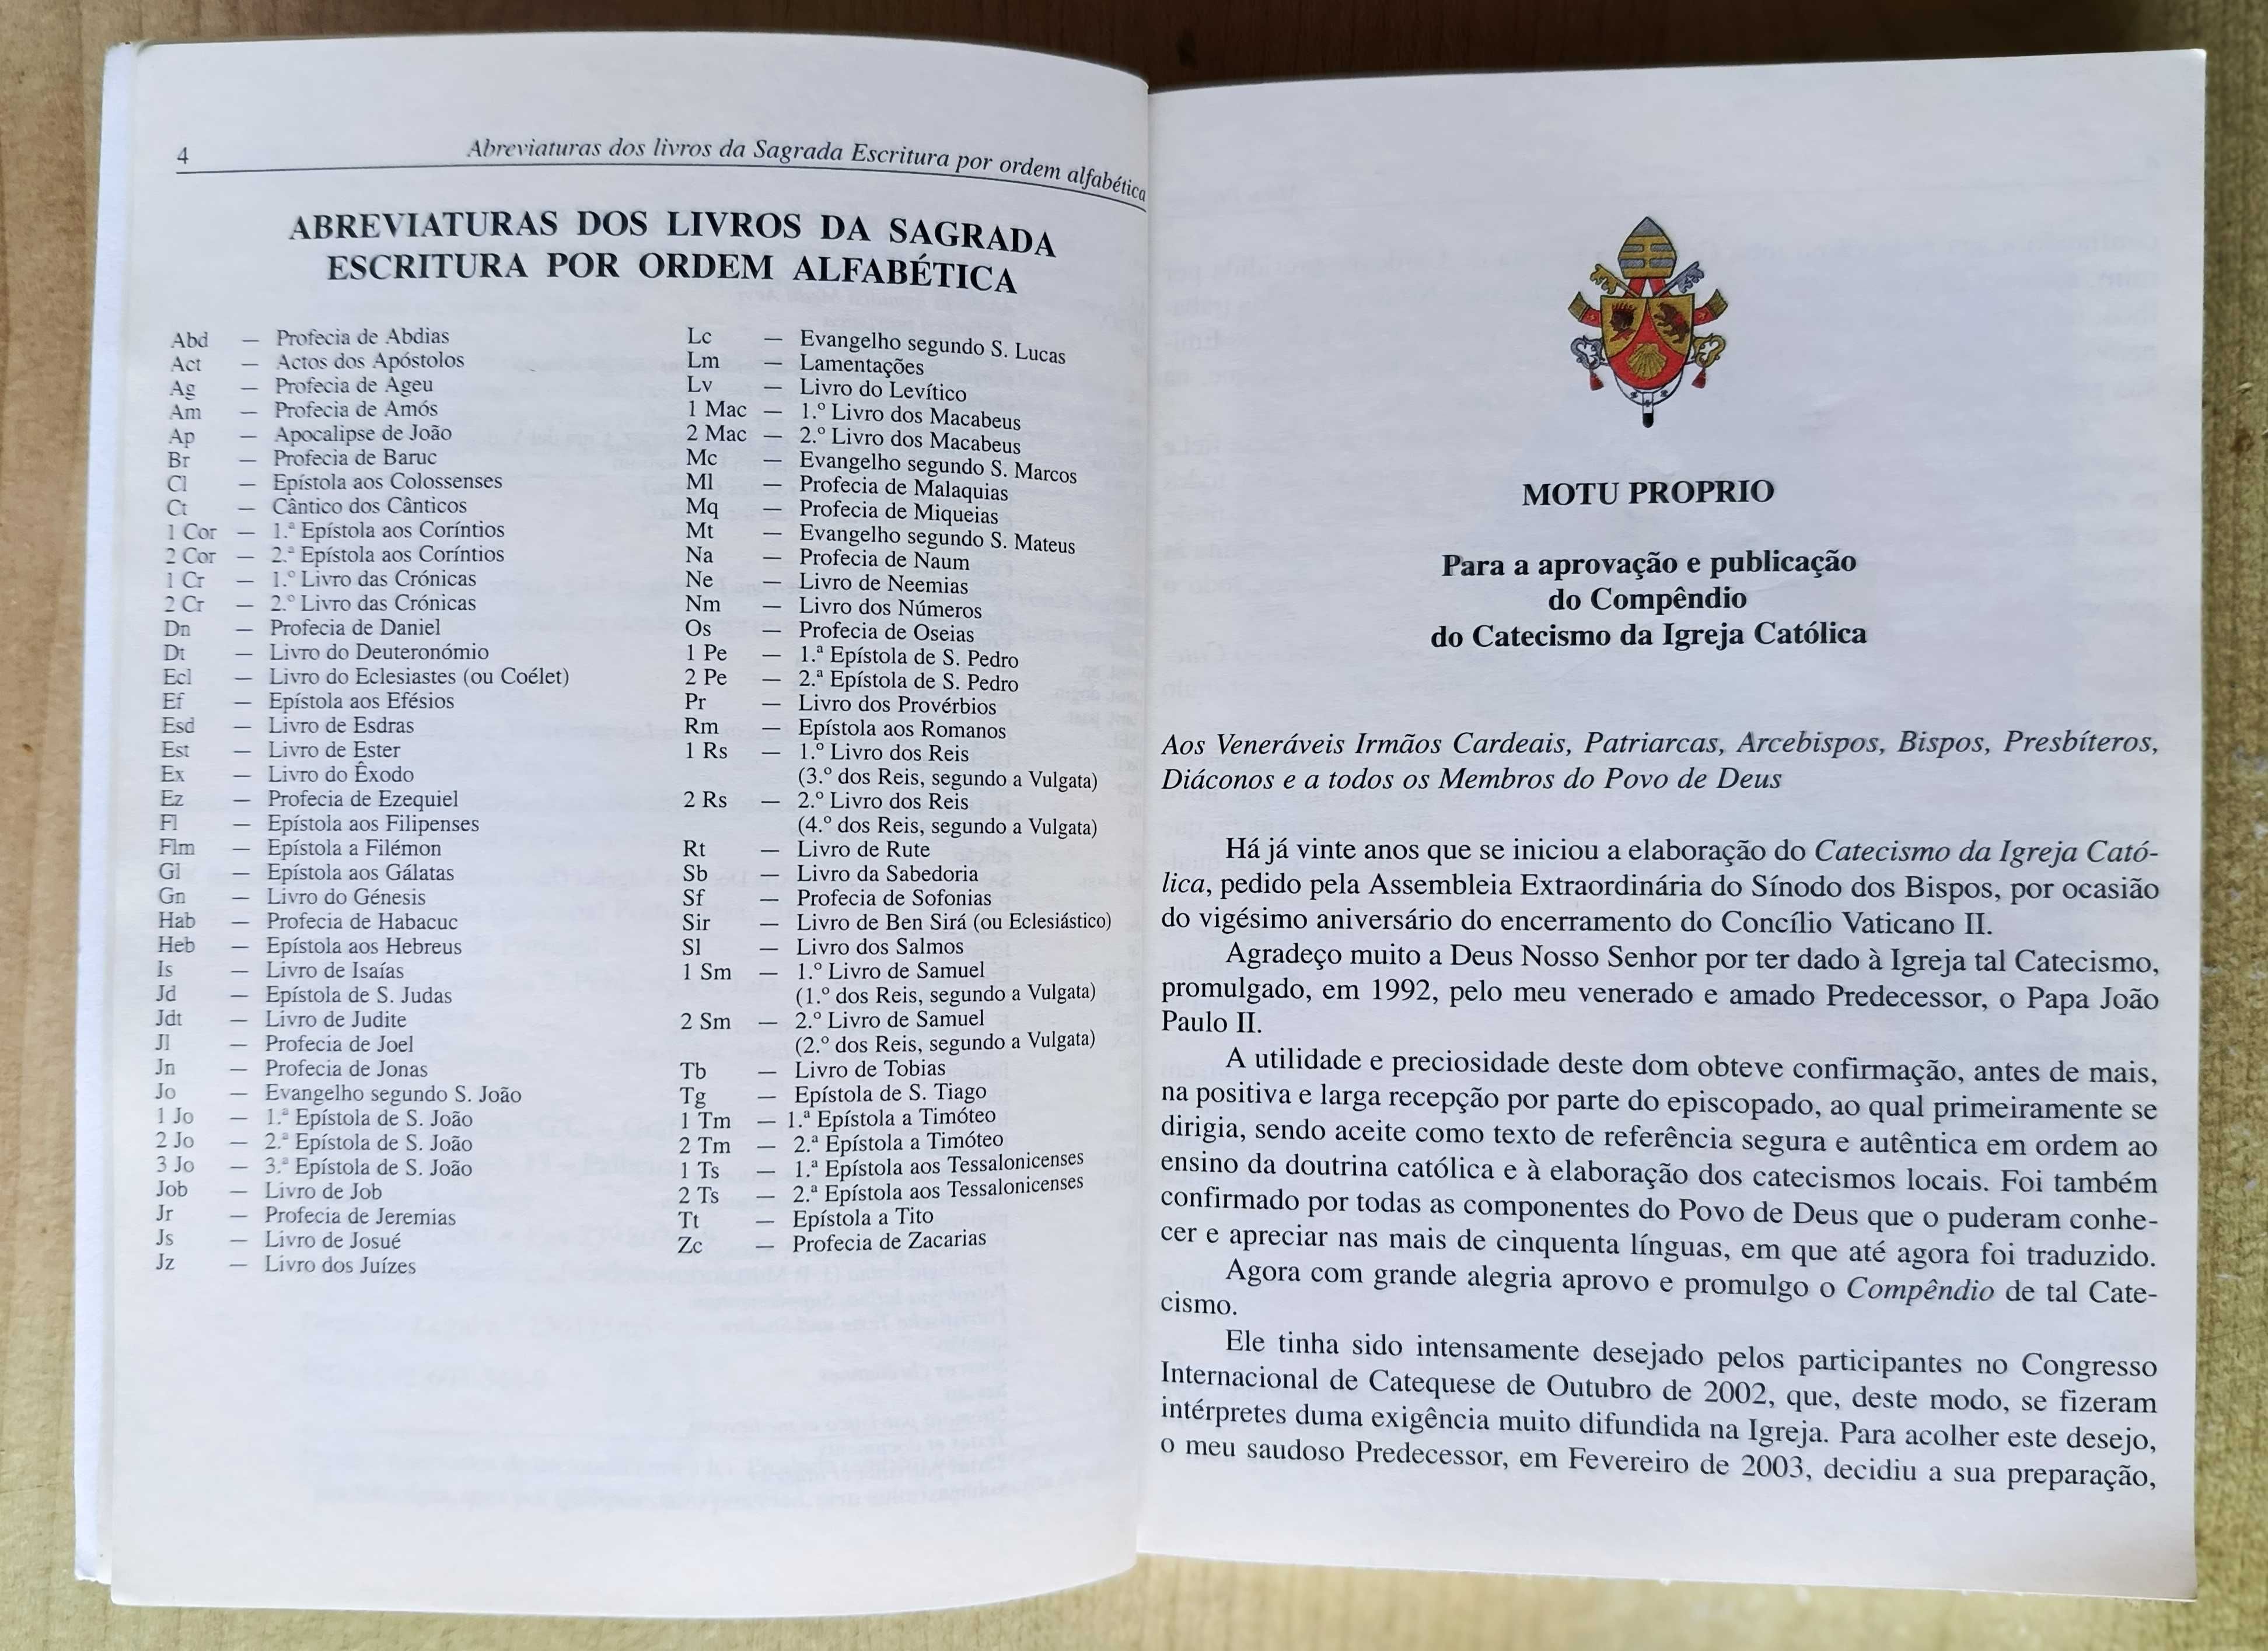 4
Abreviaturas dos livros da Sagrada Escritura por ordem alfabética
ABREVIATURAS DOS LIVROS DA SAGRADA
ESCRITURA POR ORDEM ALFABÉTICA
Abd — Profecia de Abdias
Act — Actos dos Apóstolos
Ag — Profecia de Ageu
Am — Profecia de Amós
Ap — Apocalipse de João
Br — Profecia de Baruc
Cl — Epístola aos Colossenses
Ct — Cântico dos Cânticos
1 Cor — 1.ª Epístola aos Coríntios
2 Cor — 2.ª Epístola aos Coríntios
1 Cr — 1.º Livro das Crónicas
2 Cr — 2.º Livro das Crónicas
Dn — Profecia de Daniel
Dt — Livro do Deuteronómio
Ecl — Livro do Eclesiastes (ou Coélet)
Ef — Epístola aos Efésios
Esd — Livro de Esdras
Est — Livro de Ester
Ex — Livro do Êxodo
Ez — Profecia de Ezequiel
Fl — Epístola aos Filipenses
Flm — Epístola a Filémon
Gl — Epístola aos Gálatas
Gn — Livro do Génesis
Hab — Profecia de Habacuc
Heb — Epístola aos Hebreus
Is — Livro de Isaías
Jd — Epístola de S. Judas
Jdt — Livro de Judite
Jl — Profecia de Joel
Jn — Profecia de Jonas
Jo — Evangelho segundo S. João
1 Jo — 1.ª Epístola de S. João
2 Jo — 2.ª Epístola de S. João
3 Jo — 3.ª Epístola de S. João
Job — Livro de Job
Jr — Profecia de Jeremias
Js — Livro de Josué
Jz — Livro dos Juízes
Lc — Evangelho segundo S. Lucas
Lm — Lamentações
Lv — Livro do Levítico
1 Mac — 1.º Livro dos Macabeus
2 Mac — 2.º Livro dos Macabeus
Mc — Evangelho segundo S. Marcos
Ml — Profecia de Malaquias
Mq — Profecia de Miqueias
Mt — Evangelho segundo S. Mateus
Na — Profecia de Naum
Ne — Livro de Neemias
Nm — Livro dos Números
Os — Profecia de Oseias
1 Pe — 1.ª Epístola de S. Pedro
2 Pe — 2.ª Epístola de S. Pedro
Pr — Livro dos Provérbios
Rm — Epístola aos Romanos
1 Rs — 1.º Livro dos Reis
(3.º dos Reis, segundo a Vulgata)
2 Rs — 2.º Livro dos Reis
(4.º dos Reis, segundo a Vulgata)
Rt — Livro de Rute
Sb — Livro da Sabedoria
Sf — Profecia de Sofonias
Sir — Livro de Ben Sirá (ou Eclesiástico)
Sl — Livro dos Salmos
1 Sm — 1.º Livro de Samuel
(1.º dos Reis, segundo a Vulgata)
2 Sm — 2.º Livro de Samuel
(2.º dos Reis, segundo a Vulgata)
Tb — Livro de Tobias
Tg — Epístola de S. Tiago
1 Tm — 1.ª Epístola a Timóteo
2 Tm — 2.ª Epístola a Timóteo
1 Ts — 1.ª Epístola aos Tessalonicenses
2 Ts — 2.ª Epístola aos Tessalonicenses
Tt — Epístola a Tito
Zc — Profecia de Zacarias
MOTU PROPRIO
Para a aprovação e publicação
do Compêndio
do Catecismo da Igreja Católica
Aos Veneráveis Irmãos Cardeais, Patriarcas, Arcebispos, Bispos, Presbíteros,
Diáconos e a todos os Membros do Povo de Deus
Há já vinte anos que se iniciou a elaboração do Catecismo da Igreja Cató-
lica, pedido pela Assembleia Extraordinária do Sínodo dos Bispos, por ocasião
do vigésimo aniversário do encerramento do Concílio Vaticano II.
Agradeço muito a Deus Nosso Senhor por ter dado à Igreja tal Catecismo,
promulgado, em 1992, pelo meu venerado e amado Predecessor, o Papa João
Paulo II.
A utilidade e preciosidade deste dom obteve confirmação, antes de mais,
na positiva e larga recepção por parte do episcopado, ao qual primeiramente se
dirigia, sendo aceite como texto de referência segura e autêntica em ordem ao
ensino da doutrina católica e à elaboração dos catecismos locais. Foi também
confirmado por todas as componentes do Povo de Deus que o puderam conhe-
cer e apreciar nas mais de cinquenta línguas, em que até agora foi traduzido.
Agora com grande alegria aprovo e promulgo o Compêndio de tal Cate-
cismo.
Ele tinha sido intensamente desejado pelos participantes no Congresso
Internacional de Catequese de Outubro de 2002, que, deste modo, se fizeram
intérpretes duma exigência muito difundida na Igreja. Para acolher este desejo,
o meu saudoso Predecessor, em Fevereiro de 2003, decidiu a sua preparação,